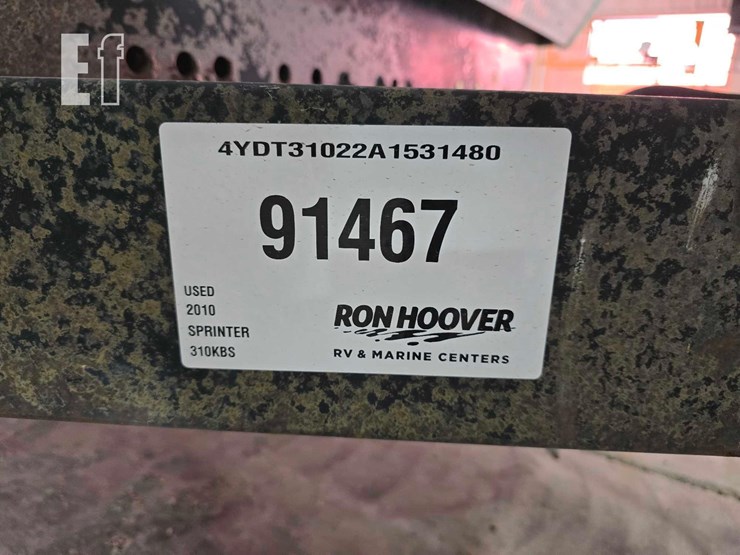 Ef
4YDT31022A1531480
91467
USED
2010
SPRINTER
310KBS
RON HOOVER
RV & MARINE CENTERS